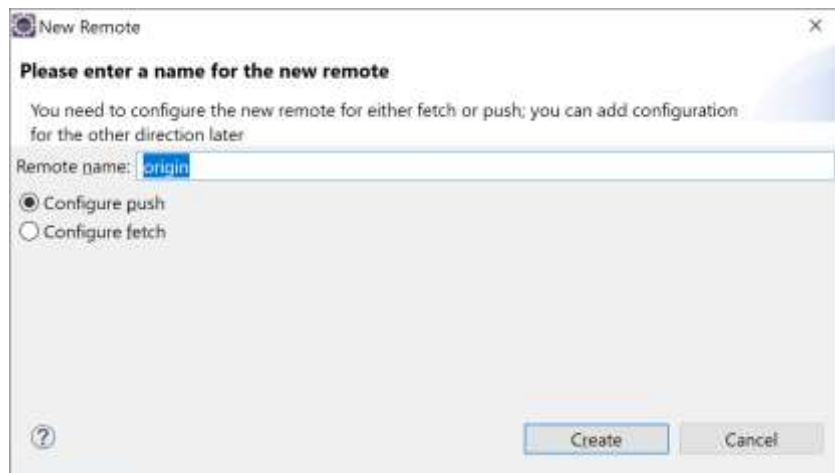 New Remote
Please enter a name for the new remote
You need to configure the new remote for either fetch or push; you can add configuration
for the other direction later
Remote name: origin
Configure push
Configure fetch
Create Cancel